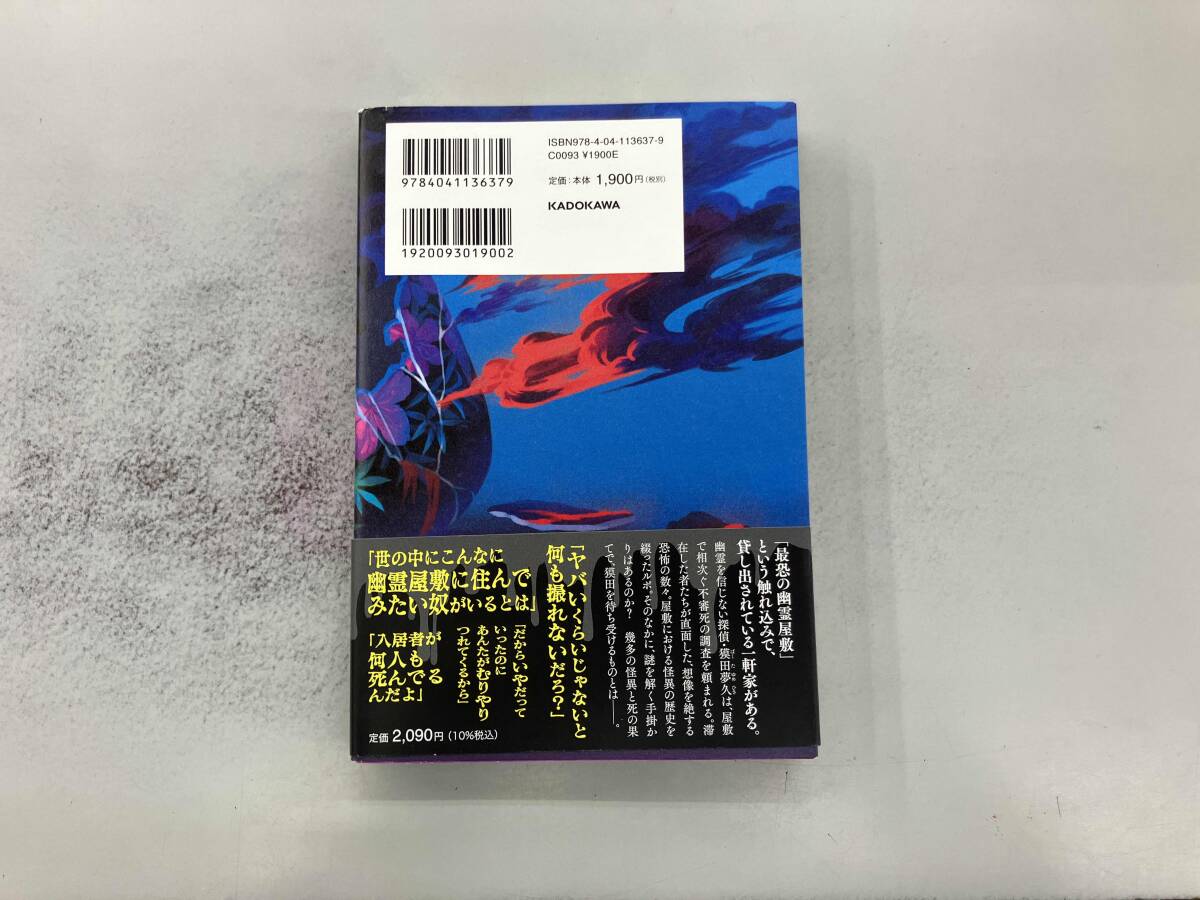 ISBN978-4-04-113637-9
C0093 ¥1900E
定価：本体 1,900円(税別)
KADOKAWA
9784041136379
1920093019002
「最恐の幽霊屋敷」
という触れ込みで、
貸し出されている一軒家がある。
幽霊を信じない探偵・獏田夢久は、屋敷
で相次ぐ不審死の調査を頼まれる。滞
在した者たちが直面した、想像を絶する
恐怖の数々。屋敷における怪異の歴史を
綴ったルポ。そのなかに、謎を解く手掛か
りはあるのか？　幾多の怪異と死の果
てで、獏田を待ち受けるものとは――。
「ヤバいくらいじゃないと
何も撮れないだろ？」
「だからいやだって
いったのに
あんたがむりやり
つれてくるから」
「世の中にこんなに
幽霊屋敷に住んで
みたい奴がいるとは」
「入居者が
何人も
死んでる
んだよ」
定価 2,090円 (10%税込)